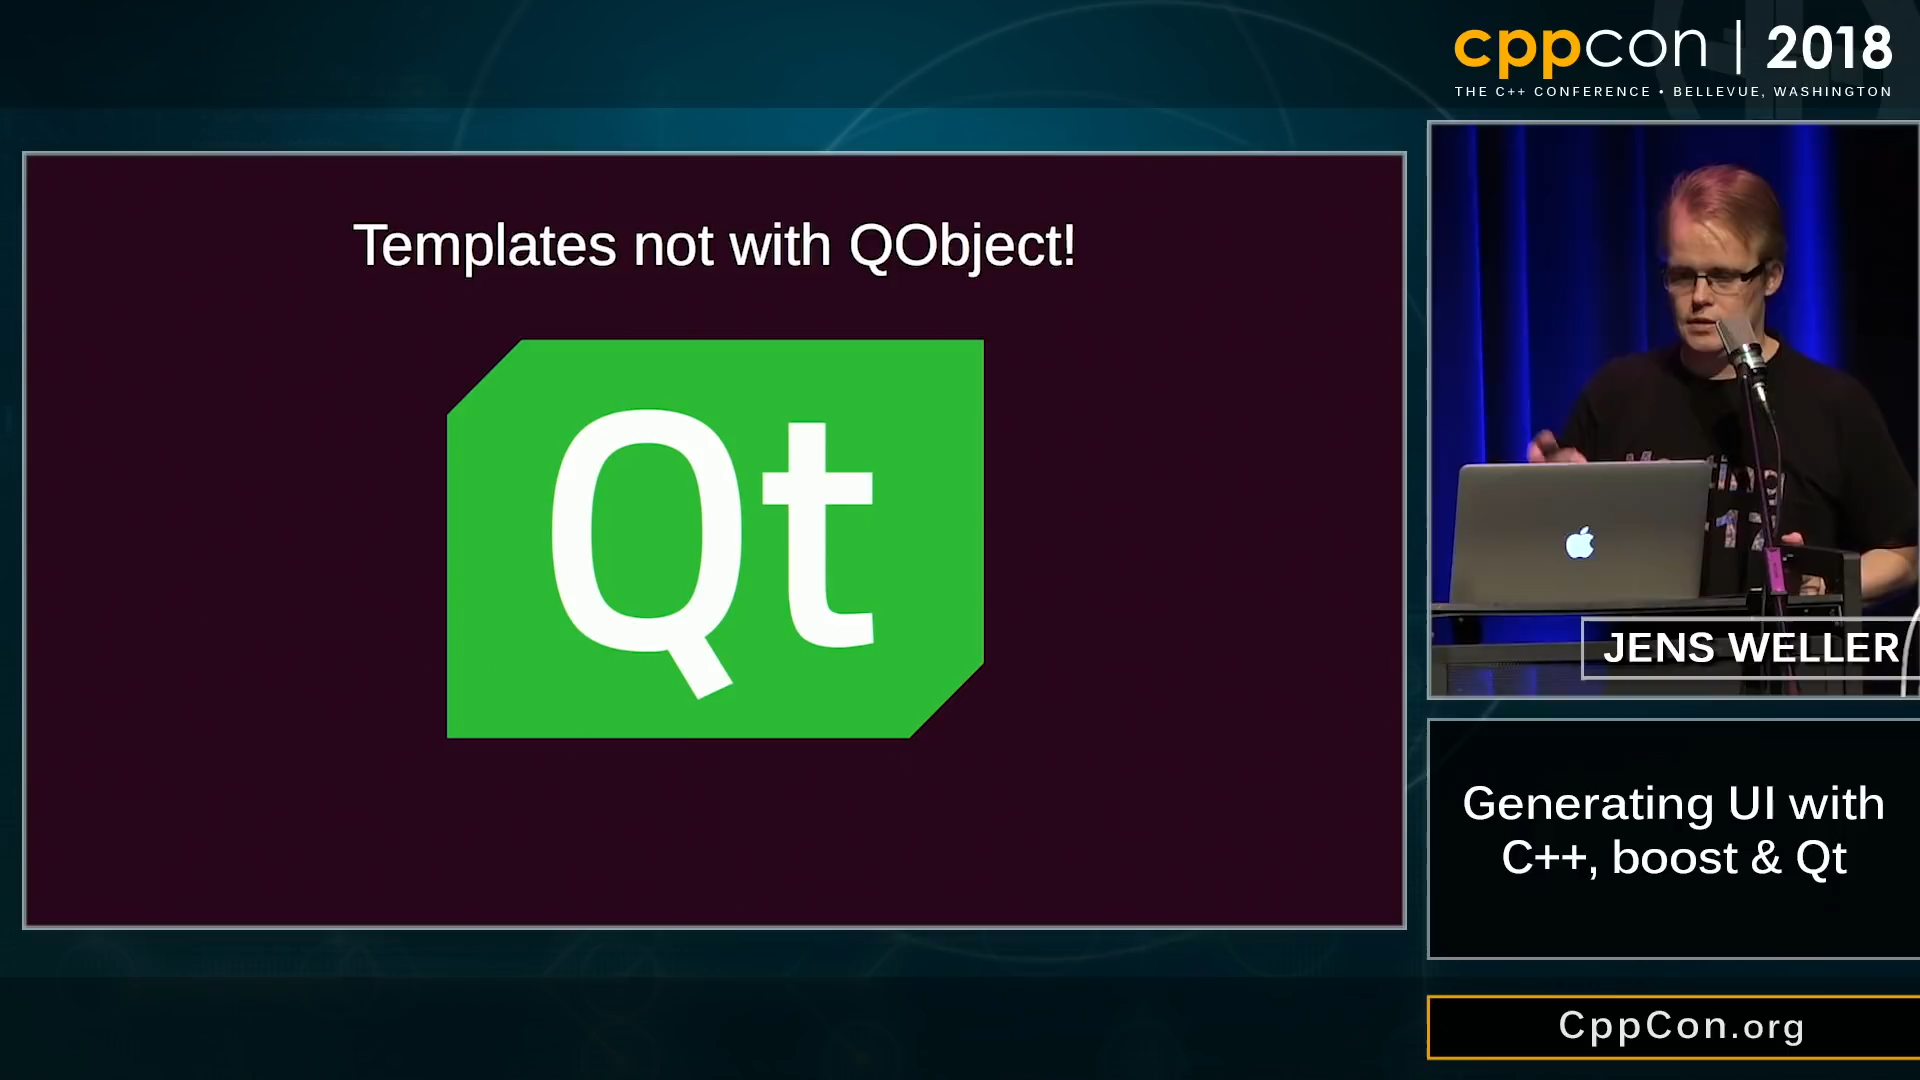 cppcon | 2018
THE C++ CONFERENCE • BELLEVUE, WASHINGTON
Templates not with QObject!
Qt
JENS WELLER
Generating UI with
C++, boost & Qt
CppCon.org